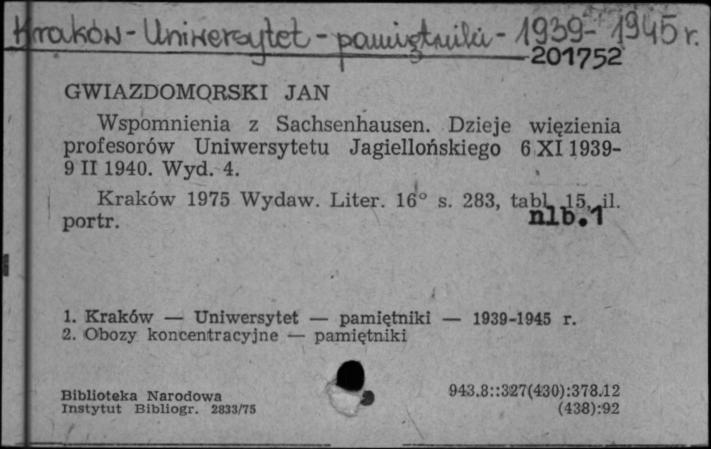 Kraków - Uniwersytet - pamiętniki - 1939-1945 r.
201752
GWIAZDOMORSKI JAN
Wspomnienia z Sachsenhausen. Dzieje więzienia
profesorów Uniwersytetu Jagiellońskiego 6 XI 1939-
9 II 1940. Wyd. 4.
Kraków 1975 Wydaw. Liter. 16° s. 283, tabl. 15, il.
portr.
nlb.1
1. Kraków — Uniwersytet — pamiętniki — 1939-1945 r.
2. Obozy koncentracyjne — pamiętniki
Biblioteka Narodowa
Instytut Bibliogr. 2833/75
943.8::327(430):378.12
(438):92